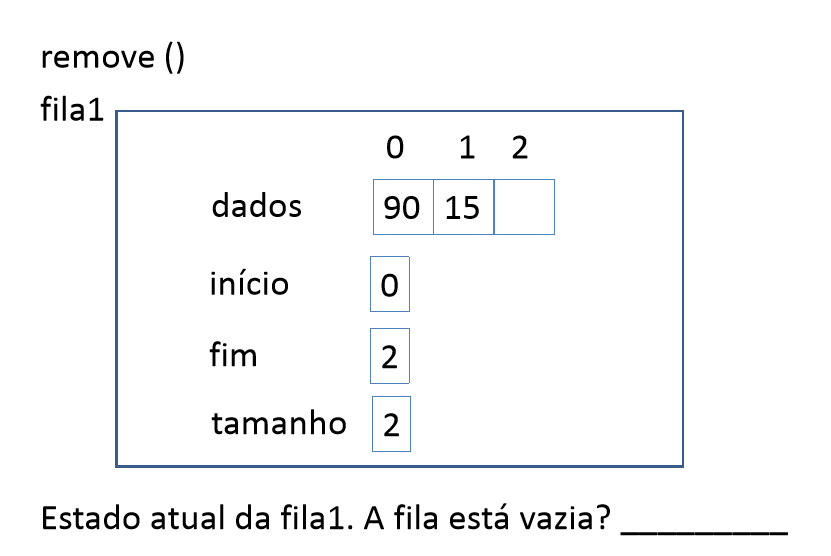 remove ()
fila1
0 1 2
dados 90 15
início 0
fim 2
tamanho 2
Estado atual da fila1. A fila está vazia? _________